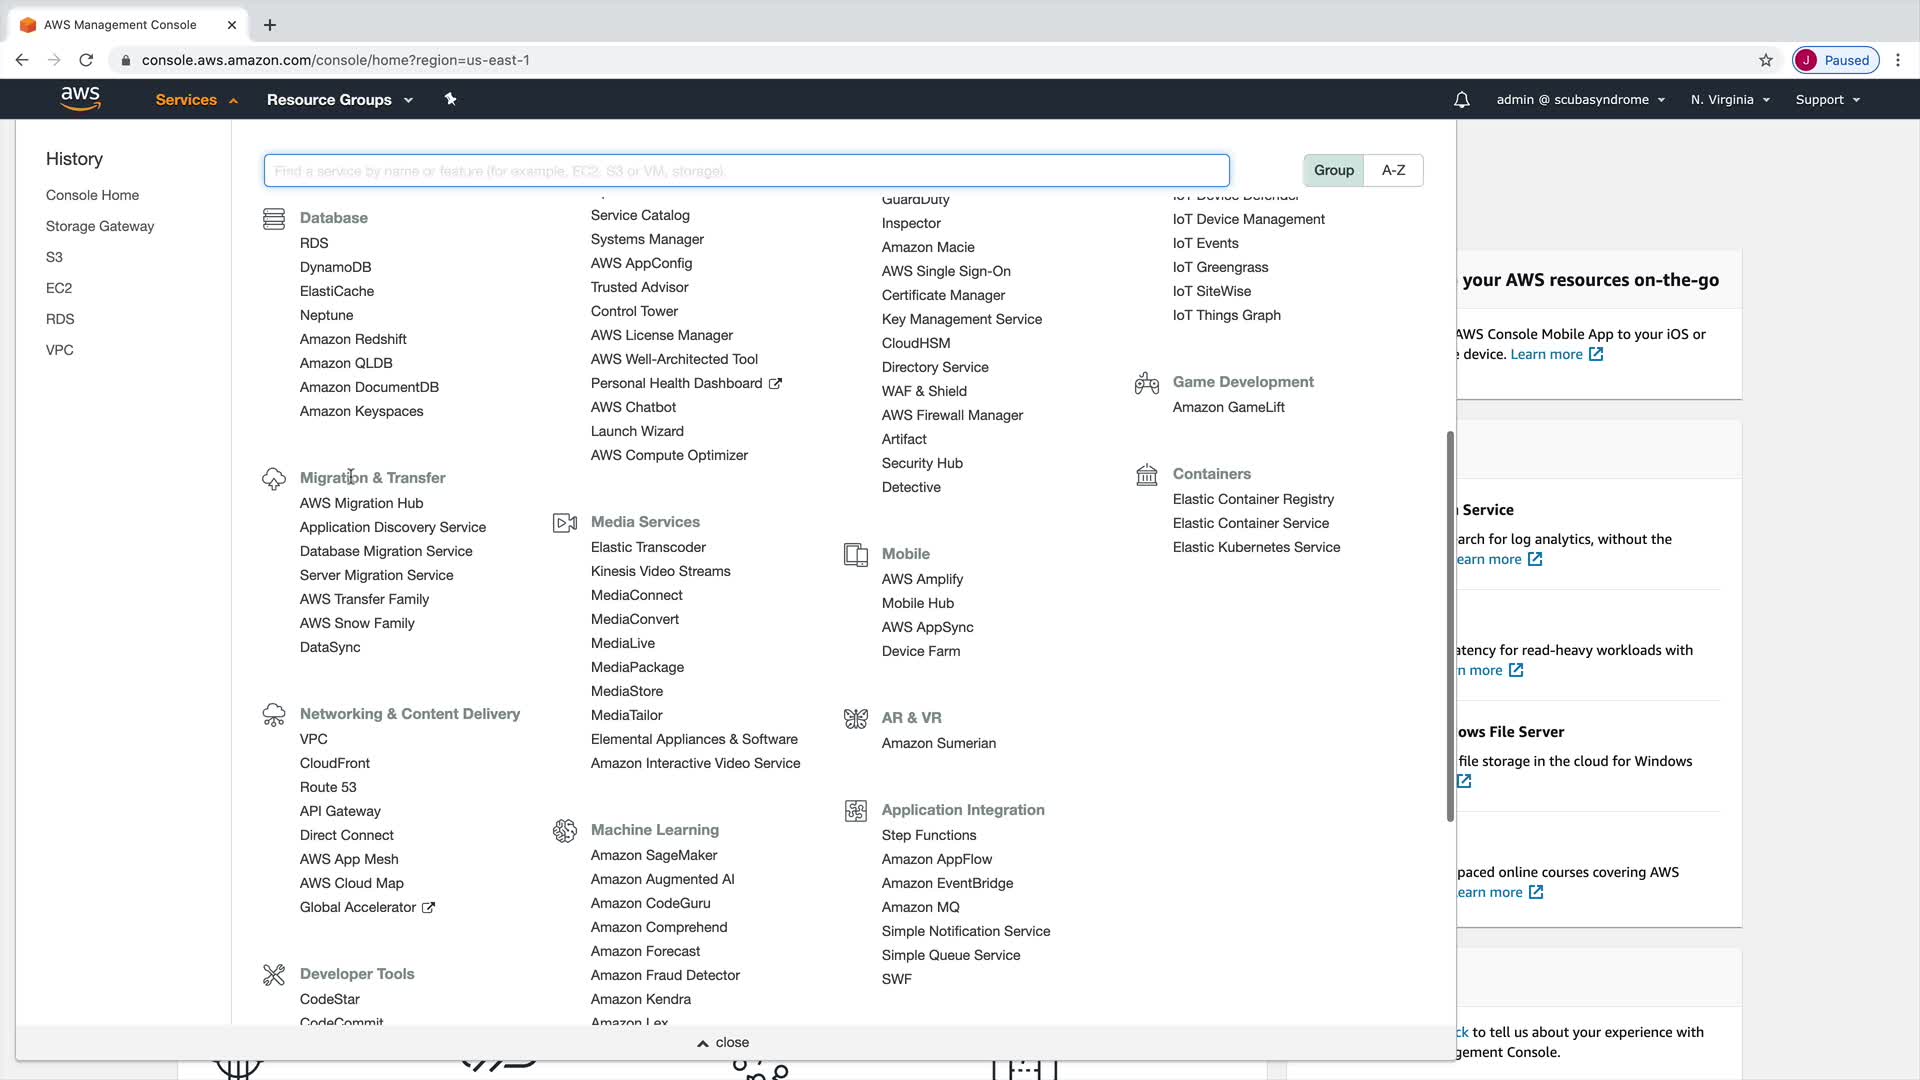 AWS Management Console
console.aws.amazon.com/console/home?region=us-east-1
J Paused
aws
Services
Resource Groups
admin @ scubasyndrome
N. Virginia
Support
History
Console Home
Storage Gateway
S3
EC2
RDS
VPC
Find a service by name or feature (for example, EC2, S3 or VM, storage).
Group
A-Z
Database
RDS
DynamoDB
ElastiCache
Neptune
Amazon Redshift
Amazon QLDB
Amazon DocumentDB
Amazon Keyspaces
Migration & Transfer
AWS Migration Hub
Application Discovery Service
Database Migration Service
Server Migration Service
AWS Transfer Family
AWS Snow Family
DataSync
Networking & Content Delivery
VPC
CloudFront
Route 53
API Gateway
Direct Connect
AWS App Mesh
AWS Cloud Map
Global Accelerator
Developer Tools
CodeStar
CodeCommit
Service Catalog
Systems Manager
AWS AppConfig
Trusted Advisor
Control Tower
AWS License Manager
AWS Well-Architected Tool
Personal Health Dashboard
AWS Chatbot
Launch Wizard
AWS Compute Optimizer
Media Services
Elastic Transcoder
Kinesis Video Streams
MediaConnect
MediaConvert
MediaLive
MediaPackage
MediaStore
MediaTailor
Elemental Appliances & Software
Amazon Interactive Video Service
Machine Learning
Amazon SageMaker
Amazon Augmented AI
Amazon CodeGuru
Amazon Comprehend
Amazon Forecast
Amazon Fraud Detector
Amazon Kendra
Amazon Lex
GuardDuty
Inspector
Amazon Macie
AWS Single Sign-On
Certificate Manager
Key Management Service
CloudHSM
Directory Service
WAF & Shield
AWS Firewall Manager
Artifact
Security Hub
Detective
Mobile
AWS Amplify
Mobile Hub
AWS AppSync
Device Farm
AR & VR
Amazon Sumerian
Application Integration
Step Functions
Amazon AppFlow
Amazon EventBridge
Amazon MQ
Simple Notification Service
Simple Queue Service
SWF
IoT Device Defender
IoT Device Management
IoT Events
IoT Greengrass
IoT SiteWise
IoT Things Graph
Game Development
Amazon GameLift
Containers
Elastic Container Registry
Elastic Container Service
Elastic Kubernetes Service
close
your AWS resources on-the-go
AWS Console Mobile App to your iOS or
device. Learn more
Service
arch for log analytics, without the
earn more
atency for read-heavy workloads with
n more
ows File Server
file storage in the cloud for Windows
paced online courses covering AWS
earn more
ck to tell us about your experience with
gement Console.